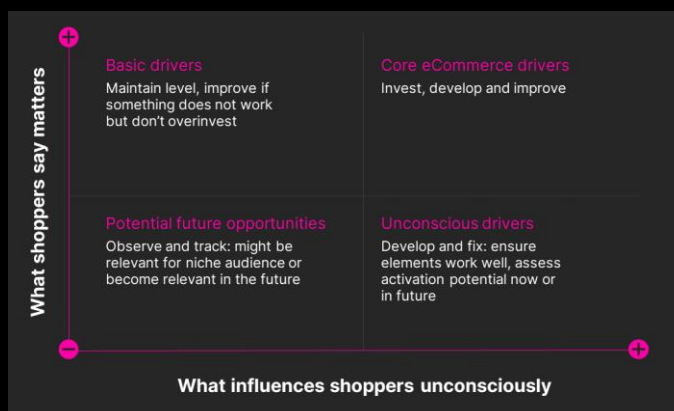 What shoppers say matters
Basic drivers
Maintain level, improve if
something does not work
but don’t overinvest
Core eCommerce drivers
Invest, develop and improve
Potential future opportunities
Observe and track: might be
relevant for niche audience or
become relevant in the future
Unconscious drivers
Develop and fix: ensure
elements work well, assess
activation potential now or
in future
What influences shoppers unconsciously